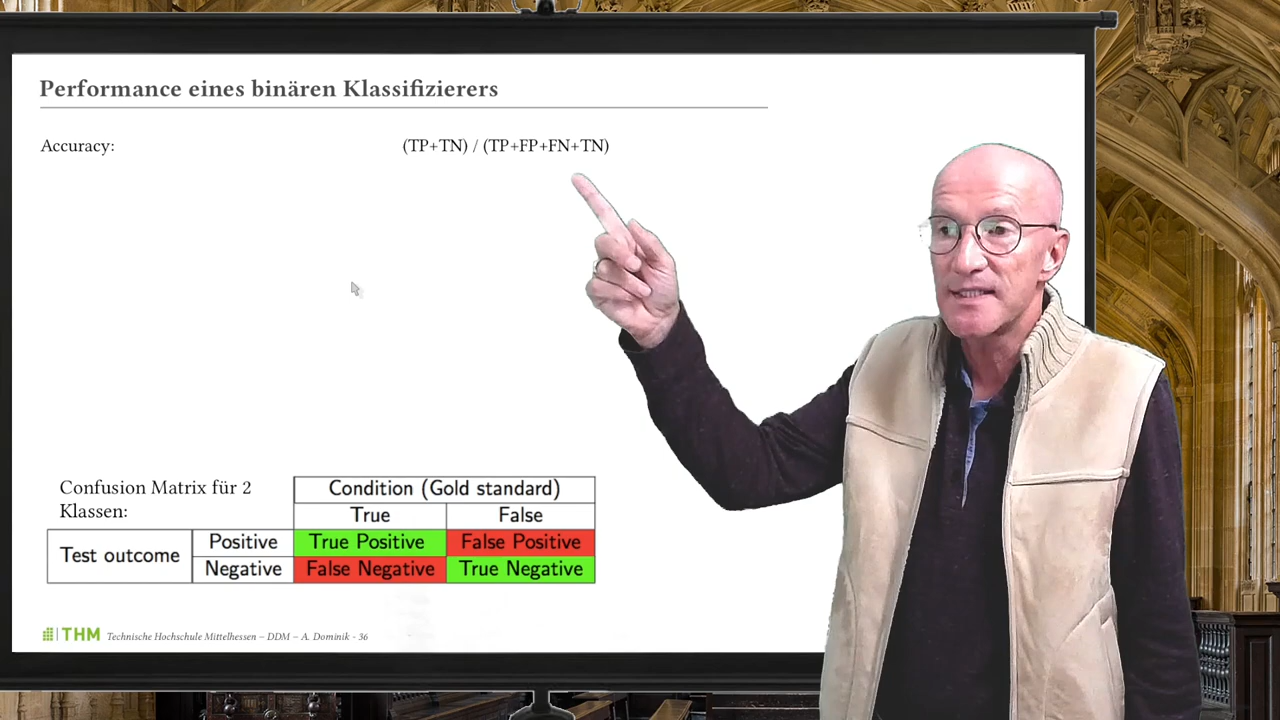 Performance eines binären Klassifizierers
Accuracy: (TP+TN) / (TP+FP+FN+TN)
Confusion Matrix für 2
Klassen:
Condition (Gold standard)
True False
Test outcome
Positive True Positive False Positive
Negative False Negative True Negative
THM Technische Hochschule Mittelhessen – DDM – A. Dominik - 36